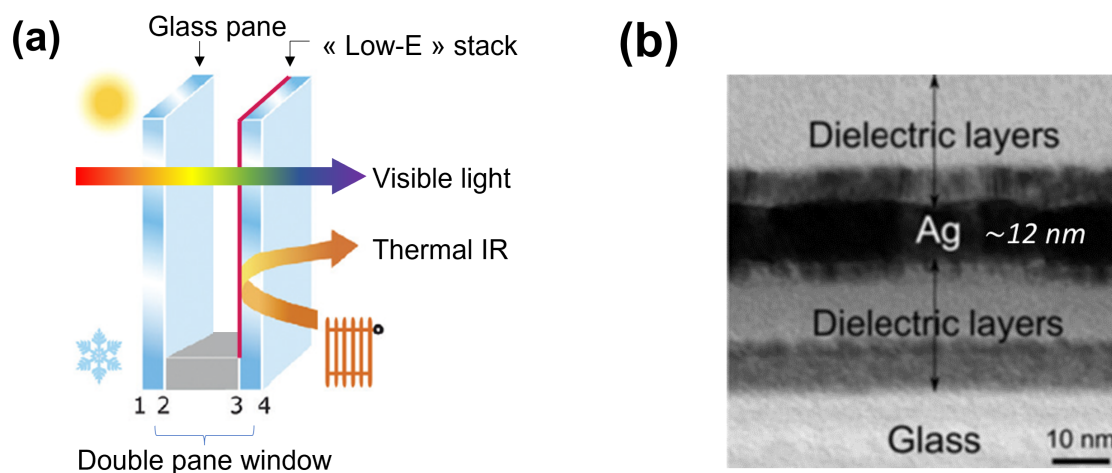 (a)
Glass pane
« Low-E » stack
Visible light
Thermal IR
1 2 3 4
Double pane window
(b)
Dielectric layers
Ag ~12 nm
Dielectric layers
Glass
10 nm